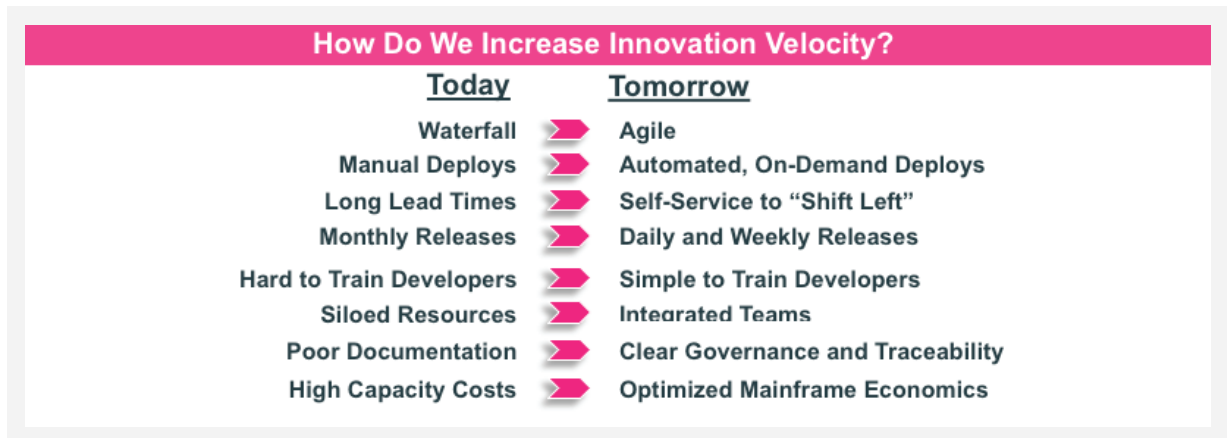 How Do We Increase Innovation Velocity?
Today Tomorrow
Waterfall Agile
Manual Deploys Automated, On-Demand Deploys
Long Lead Times Self-Service to “Shift Left”
Monthly Releases Daily and Weekly Releases
Hard to Train Developers Simple to Train Developers
Siloed Resources Integrated Teams
Poor Documentation Clear Governance and Traceability
High Capacity Costs Optimized Mainframe Economics